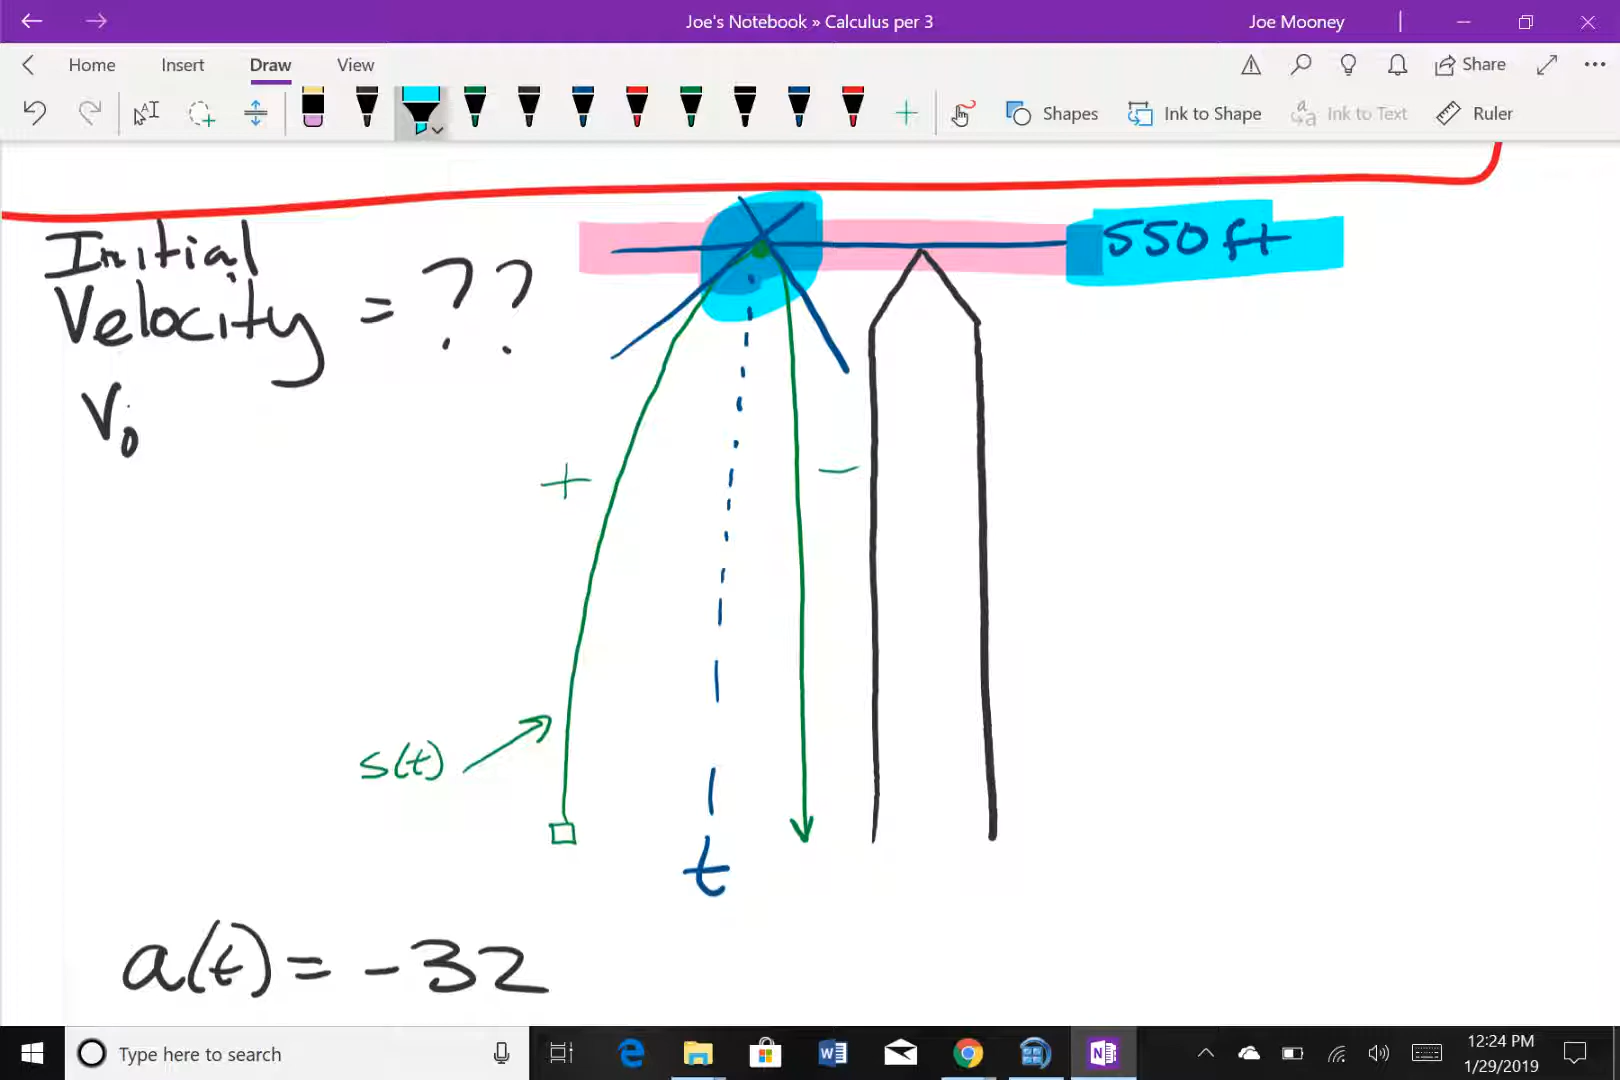 Joe's Notebook » Calculus per 3
Joe Mooney
Home Insert Draw View
Share
Shapes Ink to Shape Ink to Text Ruler
Initial
Velocity = ??
V₀
550 ft
+
−
s(t)
t
a(t) = -32
Type here to search
12:24 PM
1/29/2019